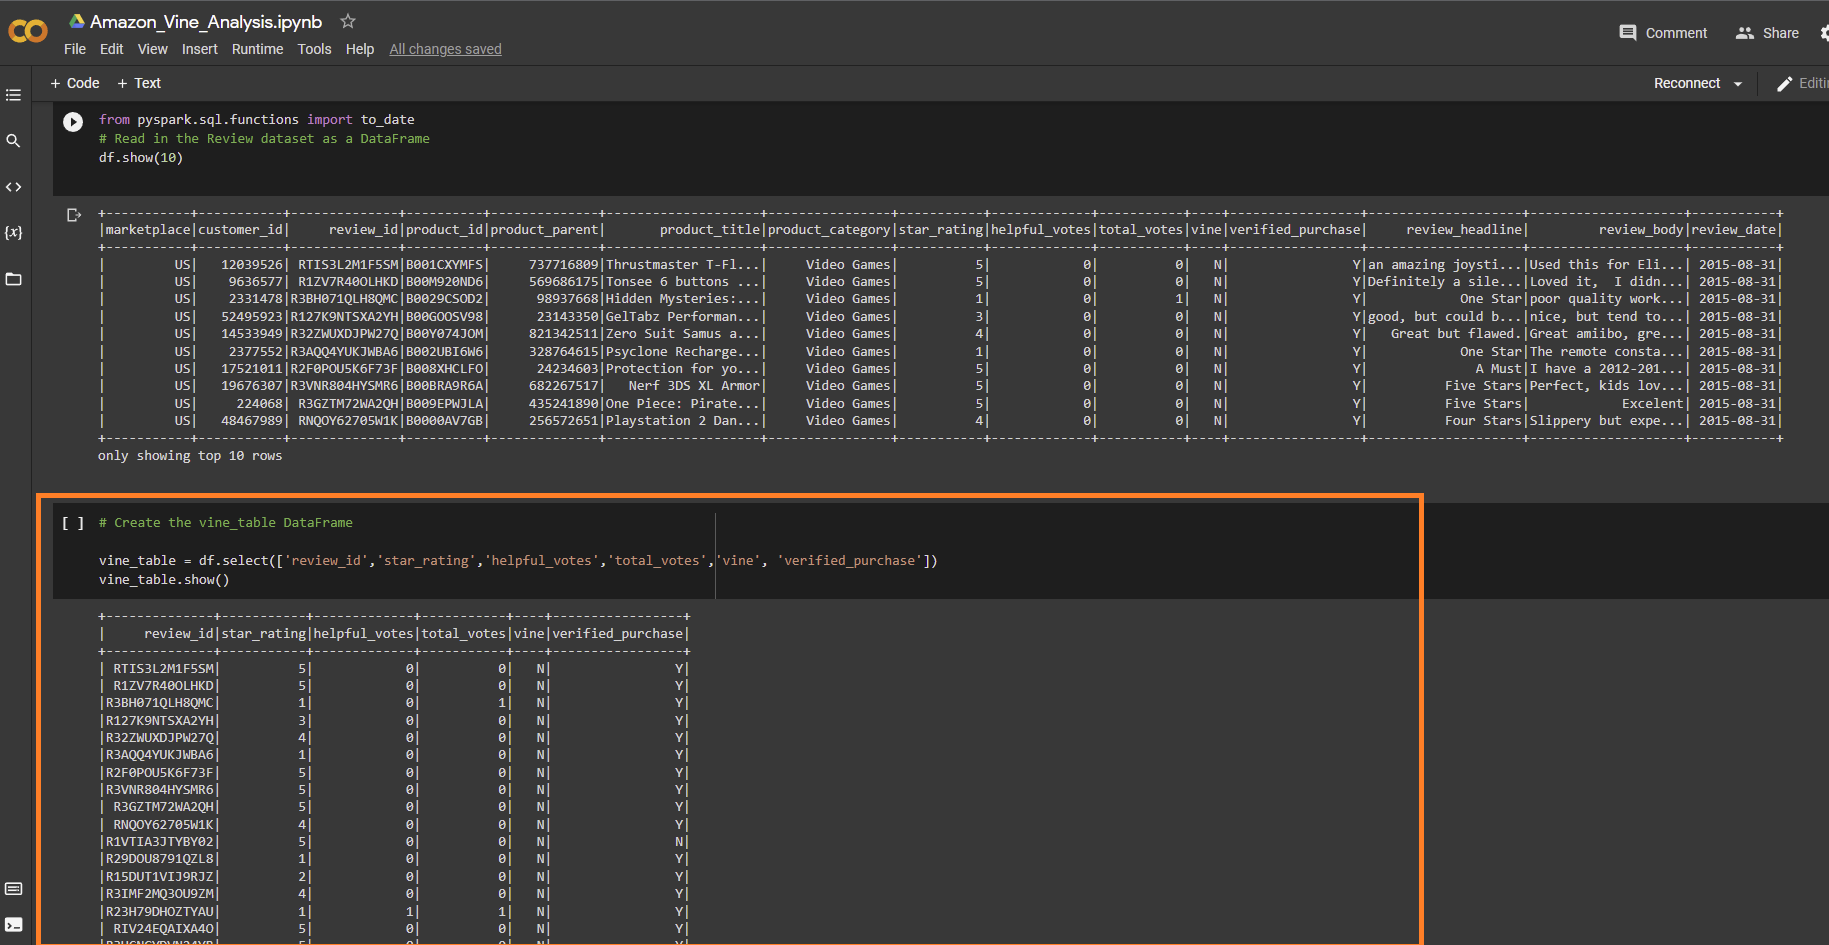 Amazon_Vine_Analysis.ipynb
File Edit View Insert Runtime Tools Help All changes saved
Comment Share
+ Code + Text
Reconnect
from pyspark.sql.functions import to_date
# Read in the Review dataset as a DataFrame
df.show(10)
+-----------+-----------+--------------+----------+--------------+--------------------+----------------+-----------+-------------+-----------+----+-----------------+--------------------+--------------------+-----------+
|marketplace|customer_id|     review_id|product_id|product_parent|       product_title|product_category|star_rating|helpful_votes|total_votes|vine|verified_purchase|     review_headline|         review_body|review_date|
+-----------+-----------+--------------+----------+--------------+--------------------+----------------+-----------+-------------+-----------+----+-----------------+--------------------+--------------------+-----------+
|         US|   12039526| RTIS3L2M1F5SM|B001CXYMFS|     737716809|Thrustmaster T-Fl...|     Video Games|          5|            0|          0|   N|                Y|an amazing joysti...|Used this for Eli...| 2015-08-31|
|         US|    9636577| R1ZV7R40OLHKD|B00M920ND6|     569686175|Tonsee 6 buttons ...|     Video Games|          5|            0|          0|   N|                Y|Definitely a sile...|Loved it,  I didn...| 2015-08-31|
|         US|    2331478|R3BH071QLH8QMC|B0029CSOD2|      98937668|Hidden Mysteries:...|     Video Games|          1|            0|          1|   N|                Y|            One Star|poor quality work...| 2015-08-31|
|         US|   52495923|R127K9NTSXA2YH|B00GOOSV98|      23143350|GelTabz Performan...|     Video Games|          3|            0|          0|   N|                Y|good, but could b...|nice, but tend to...| 2015-08-31|
|         US|   14533949|R32ZWUXDJPW27Q|B00Y074JOM|     821342511|Zero Suit Samus a...|     Video Games|          4|            0|          0|   N|                Y|   Great but flawed.|Great amiibo, gre...| 2015-08-31|
|         US|    2377552|R3AQQ4YUKJWBA6|B002UBI6W6|     328764615|Psyclone Recharge...|     Video Games|          1|            0|          0|   N|                Y|            One Star|The remote consta...| 2015-08-31|
|         US|   17521011|R2F0POU5K6F73F|B008XHCLFO|      24234603|Protection for yo...|     Video Games|          5|            0|          0|   N|                Y|              A Must|I have a 2012-201...| 2015-08-31|
|         US|   19676307|R3VNR804HYSMR6|B00BRA9R6A|     682267517|   Nerf 3DS XL Armor|     Video Games|          5|            0|          0|   N|                Y|          Five Stars|Perfect, kids lov...| 2015-08-31|
|         US|     224068| R3GZTM72WA2QH|B009EPWJLA|     435241890|One Piece: Pirate...|     Video Games|          5|            0|          0|   N|                Y|          Five Stars|            Excelent| 2015-08-31|
|         US|   48467989| RNQOY62705W1K|B0000AV7GB|     256572651|Playstation 2 Dan...|     Video Games|          4|            0|          0|   N|                Y|          Four Stars|Slippery but expe...| 2015-08-31|
+-----------+-----------+--------------+----------+--------------+--------------------+----------------+-----------+-------------+-----------+----+-----------------+--------------------+--------------------+-----------+
only showing top 10 rows
[ ] # Create the vine_table DataFrame
vine_table = df.select(['review_id','star_rating','helpful_votes','total_votes','vine', 'verified_purchase'])
vine_table.show()
+--------------+-----------+-------------+-----------+----+-----------------+
|     review_id|star_rating|helpful_votes|total_votes|vine|verified_purchase|
+--------------+-----------+-------------+-----------+----+-----------------+
| RTIS3L2M1F5SM|          5|            0|          0|   N|                Y|
| R1ZV7R40OLHKD|          5|            0|          0|   N|                Y|
|R3BH071QLH8QMC|          1|            0|          1|   N|                Y|
|R127K9NTSXA2YH|          3|            0|          0|   N|                Y|
|R32ZWUXDJPW27Q|          4|            0|          0|   N|                Y|
|R3AQQ4YUKJWBA6|          1|            0|          0|   N|                Y|
|R2F0POU5K6F73F|          5|            0|          0|   N|                Y|
|R3VNR804HYSMR6|          5|            0|          0|   N|                Y|
| R3GZTM72WA2QH|          5|            0|          0|   N|                Y|
| RNQOY62705W1K|          4|            0|          0|   N|                Y|
|R1VTIA3JTYBY02|          5|            0|          0|   N|                N|
|R29DOU8791QZL8|          1|            0|          0|   N|                Y|
|R15DUT1VIJ9RJZ|          2|            0|          0|   N|                Y|
|R3IMF2MQ3OU9ZM|          4|            0|          0|   N|                Y|
|R23H79DHOZTYAU|          1|            1|          1|   N|                Y|
| RIV24EQAIXA4O|          5|            0|          0|   N|                Y|